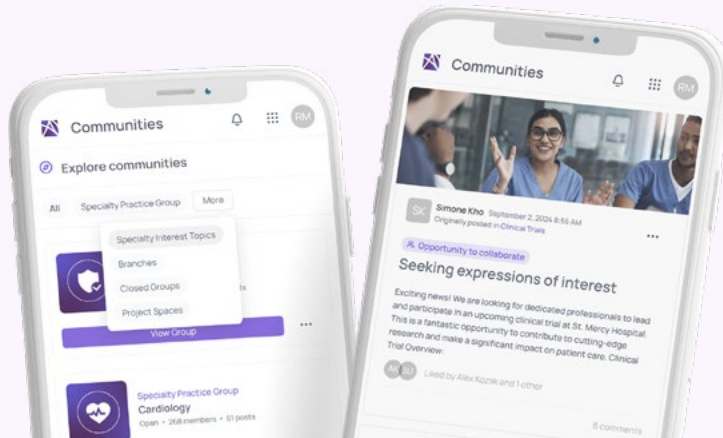 Communities
RM
Explore communities
All Specialty Practice Group More
Specialty Interest Topics
Branches
Closed Groups
Project Spaces
View Group
Specialty Practice Group
Cardiology
Open • 268 members • 51 posts
Communities
RM
SK Simone Kho September 2, 2024 8:55 AM
Originally posted in Clinical Trials
Opportunity to collaborate
Seeking expressions of interest
Exciting news! We are looking for dedicated professionals to lead
and participate in an upcoming clinical trial at St. Mercy Hospital.
This is a fantastic opportunity to contribute to cutting-edge
research and make a significant impact on patient care. Clinical
Trial Overview:
AK SU Liked by Alex Kozak and 1 other
6 comments